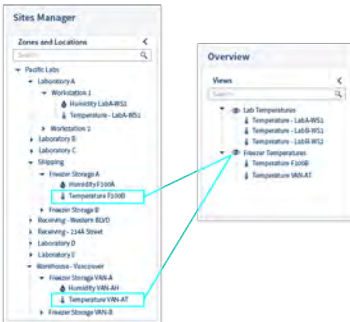 Sites Manager
Zones and Locations
Search
Pacific Labs
Laboratory A
Workstation 1
Humidity LabA-WS1
Temperature - LabA-WS1
Workstation 2
Laboratory B
Laboratory C
Shipping
Freezer Storage A
Humidity F100A
Temperature F100B
Freezer Storage B
Receiving - Western BLVD
Receiving - 234A Street
Laboratory D
Laboratory E
Warehouse - Vancouver
Freezer Storage VAN-A
Humidity VAN-AH
Temperature VAN-AT
Freezer Storage VAN-B
Overview
Views
Search
Lab Temperatures
Temperature - LabA-WS1
Temperature - LabB-WS1
Temperature - LabB-WS2
Freezer Temperatures
Temperature F100B
Temperature VAN-AT